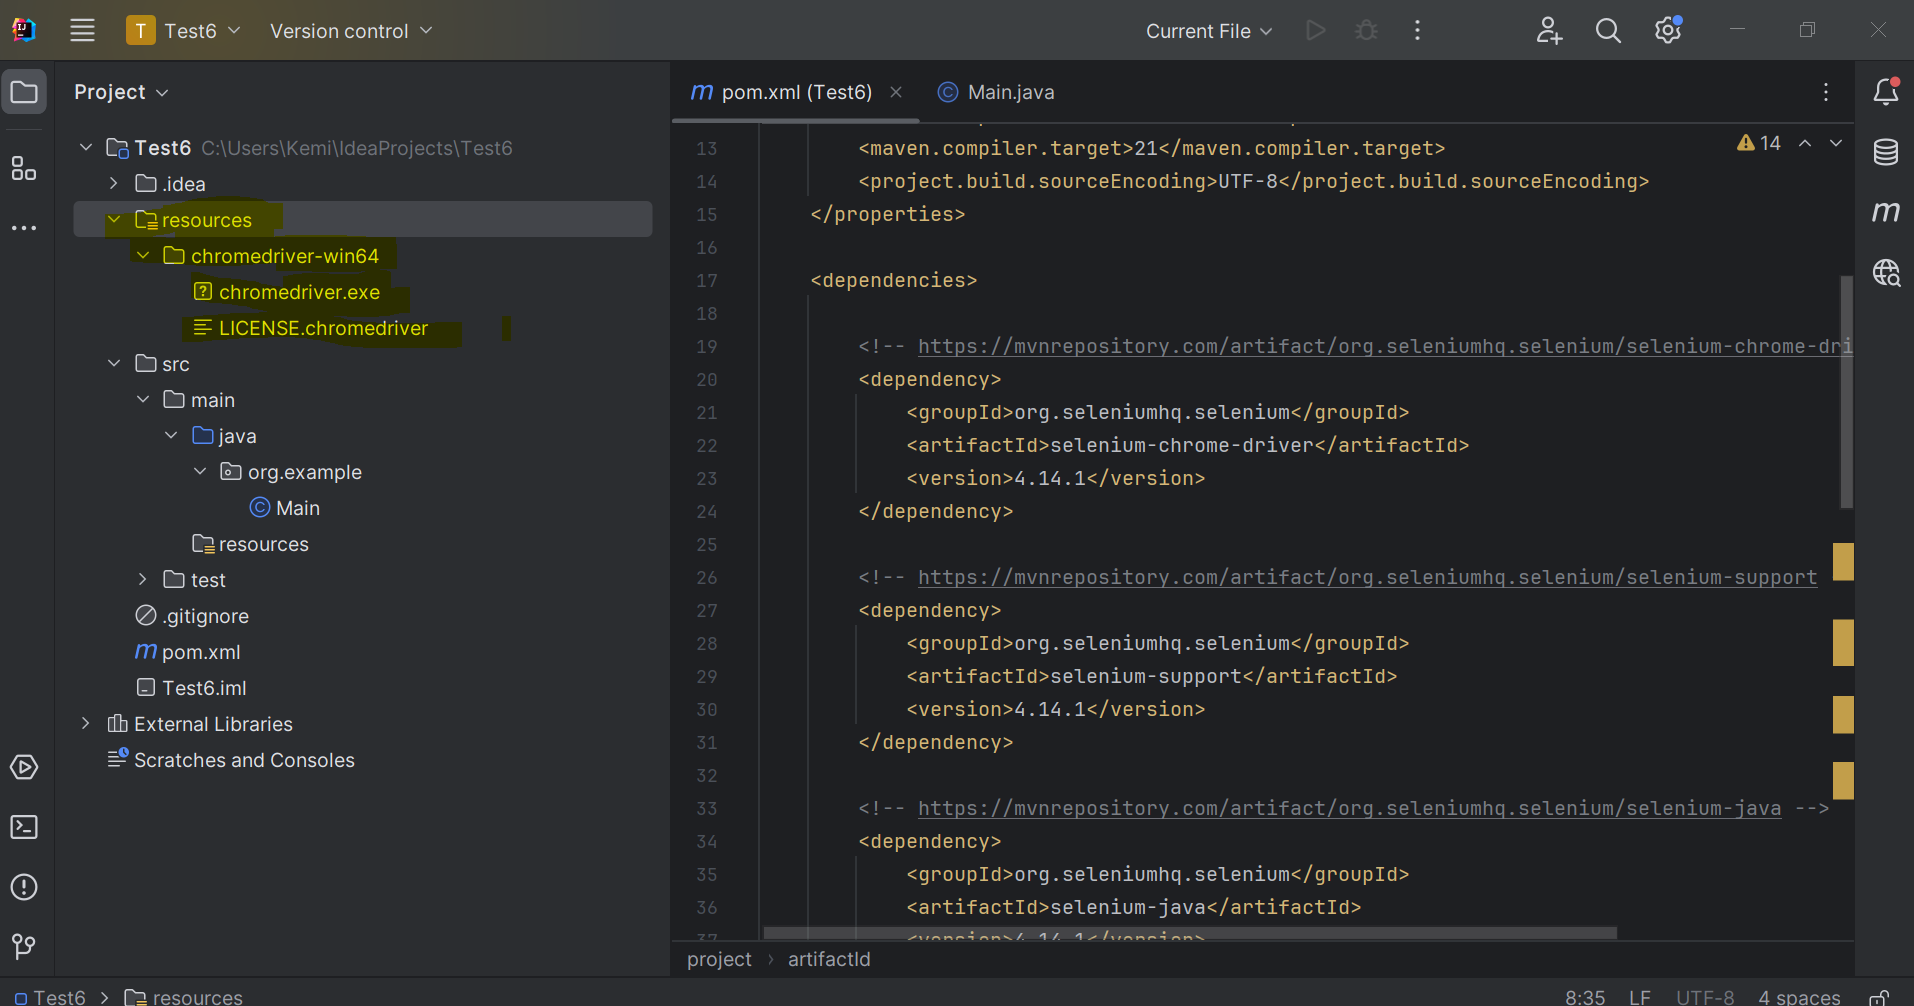 T Test6 Version control Current File
Project
pom.xml (Test6) Main.java
Test6 C:\Users\Kemi\IdeaProjects\Test6
.idea
resources
chromedriver-win64
chromedriver.exe
LICENSE.chromedriver
src
main
java
org.example
Main
resources
test
.gitignore
pom.xml
Test6.iml
External Libraries
Scratches and Consoles
14
13 <maven.compiler.target>21</maven.compiler.target>
14 <project.build.sourceEncoding>UTF-8</project.build.sourceEncoding>
15 </properties>
16
17 <dependencies>
18
19 <!-- https://mvnrepository.com/artifact/org.seleniumhq.selenium/selenium-chrome-dri
20 <dependency>
21 <groupId>org.seleniumhq.selenium</groupId>
22 <artifactId>selenium-chrome-driver</artifactId>
23 <version>4.14.1</version>
24 </dependency>
25
26 <!-- https://mvnrepository.com/artifact/org.seleniumhq.selenium/selenium-support
27 <dependency>
28 <groupId>org.seleniumhq.selenium</groupId>
29 <artifactId>selenium-support</artifactId>
30 <version>4.14.1</version>
31 </dependency>
32
33 <!-- https://mvnrepository.com/artifact/org.seleniumhq.selenium/selenium-java -->
34 <dependency>
35 <groupId>org.seleniumhq.selenium</groupId>
36 <artifactId>selenium-java</artifactId>
37 <version>4.14.1</version>
project › artifactId
Test6 > resources
8:35 LF UTF-8 4 spaces